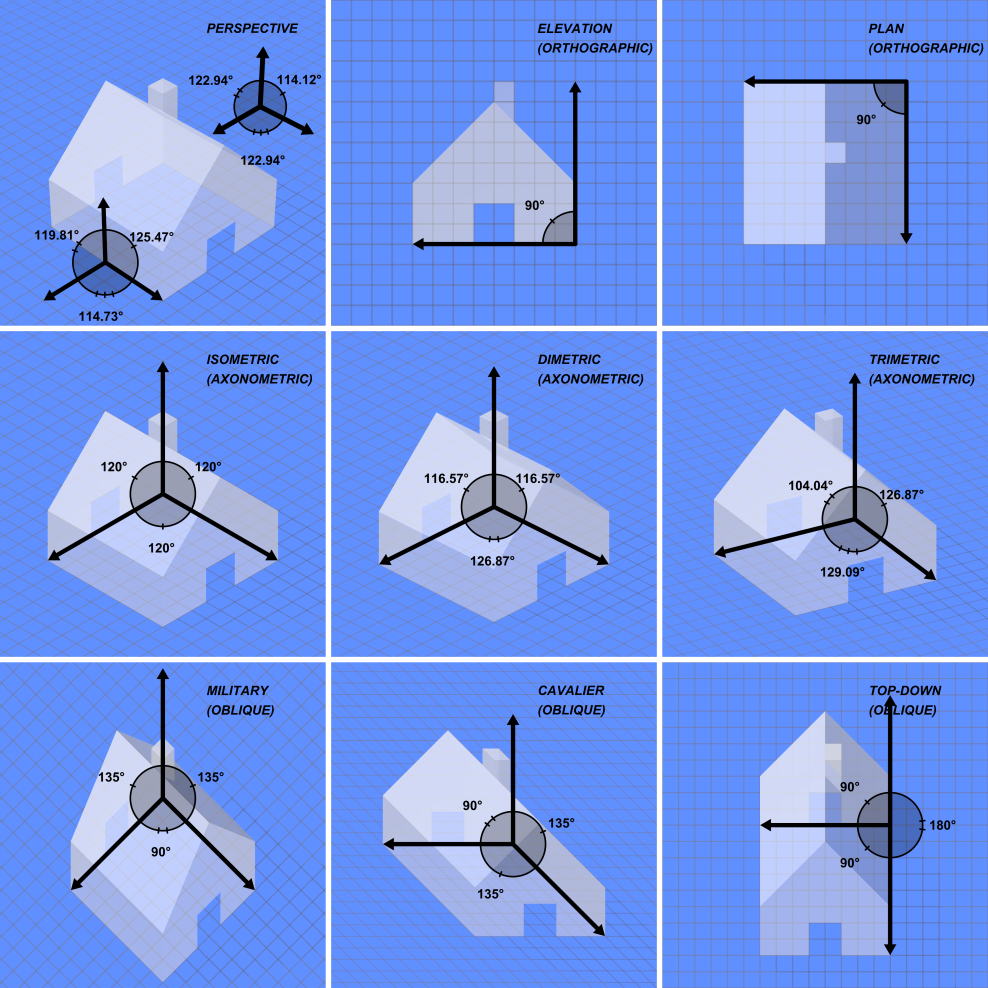 PERSPECTIVE
122.94°
114.12°
122.94°
119.81°
125.47°
114.73°
ELEVATION
(ORTHOGRAPHIC)
90°
PLAN
(ORTHOGRAPHIC)
90°
ISOMETRIC
(AXONOMETRIC)
120°
120°
120°
DIMETRIC
(AXONOMETRIC)
116.57°
116.57°
126.87°
TRIMETRIC
(AXONOMETRIC)
104.04°
126.87°
129.09°
MILITARY
(OBLIQUE)
135°
135°
90°
CAVALIER
(OBLIQUE)
90°
135°
135°
TOP-DOWN
(OBLIQUE)
90°
180°
90°